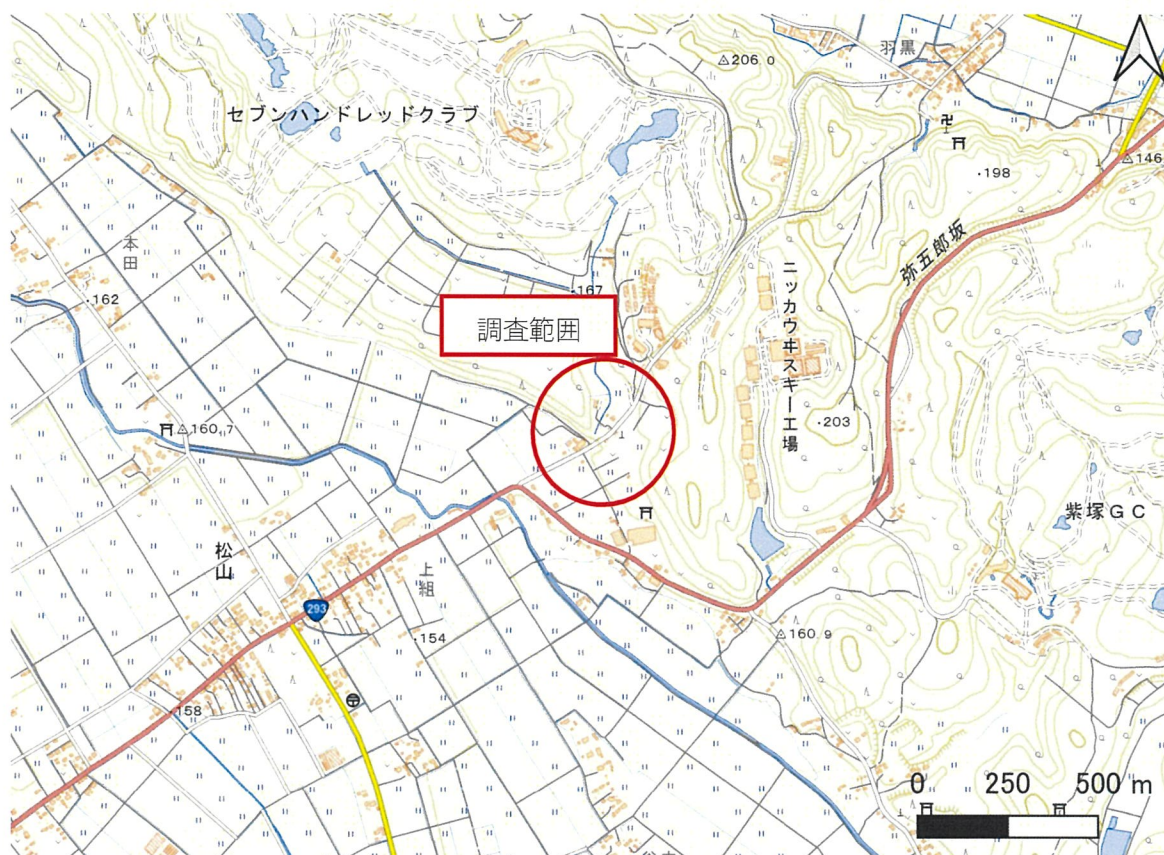 羽黒
206.0
セブンハンドレッドクラブ
146
198
弥五郎坂
本田
162
167
調査範囲
ニッカウヰスキー工場
160.7
203
紫塚GC
松山
上組
293
154
160.9
158
0 250 500 m